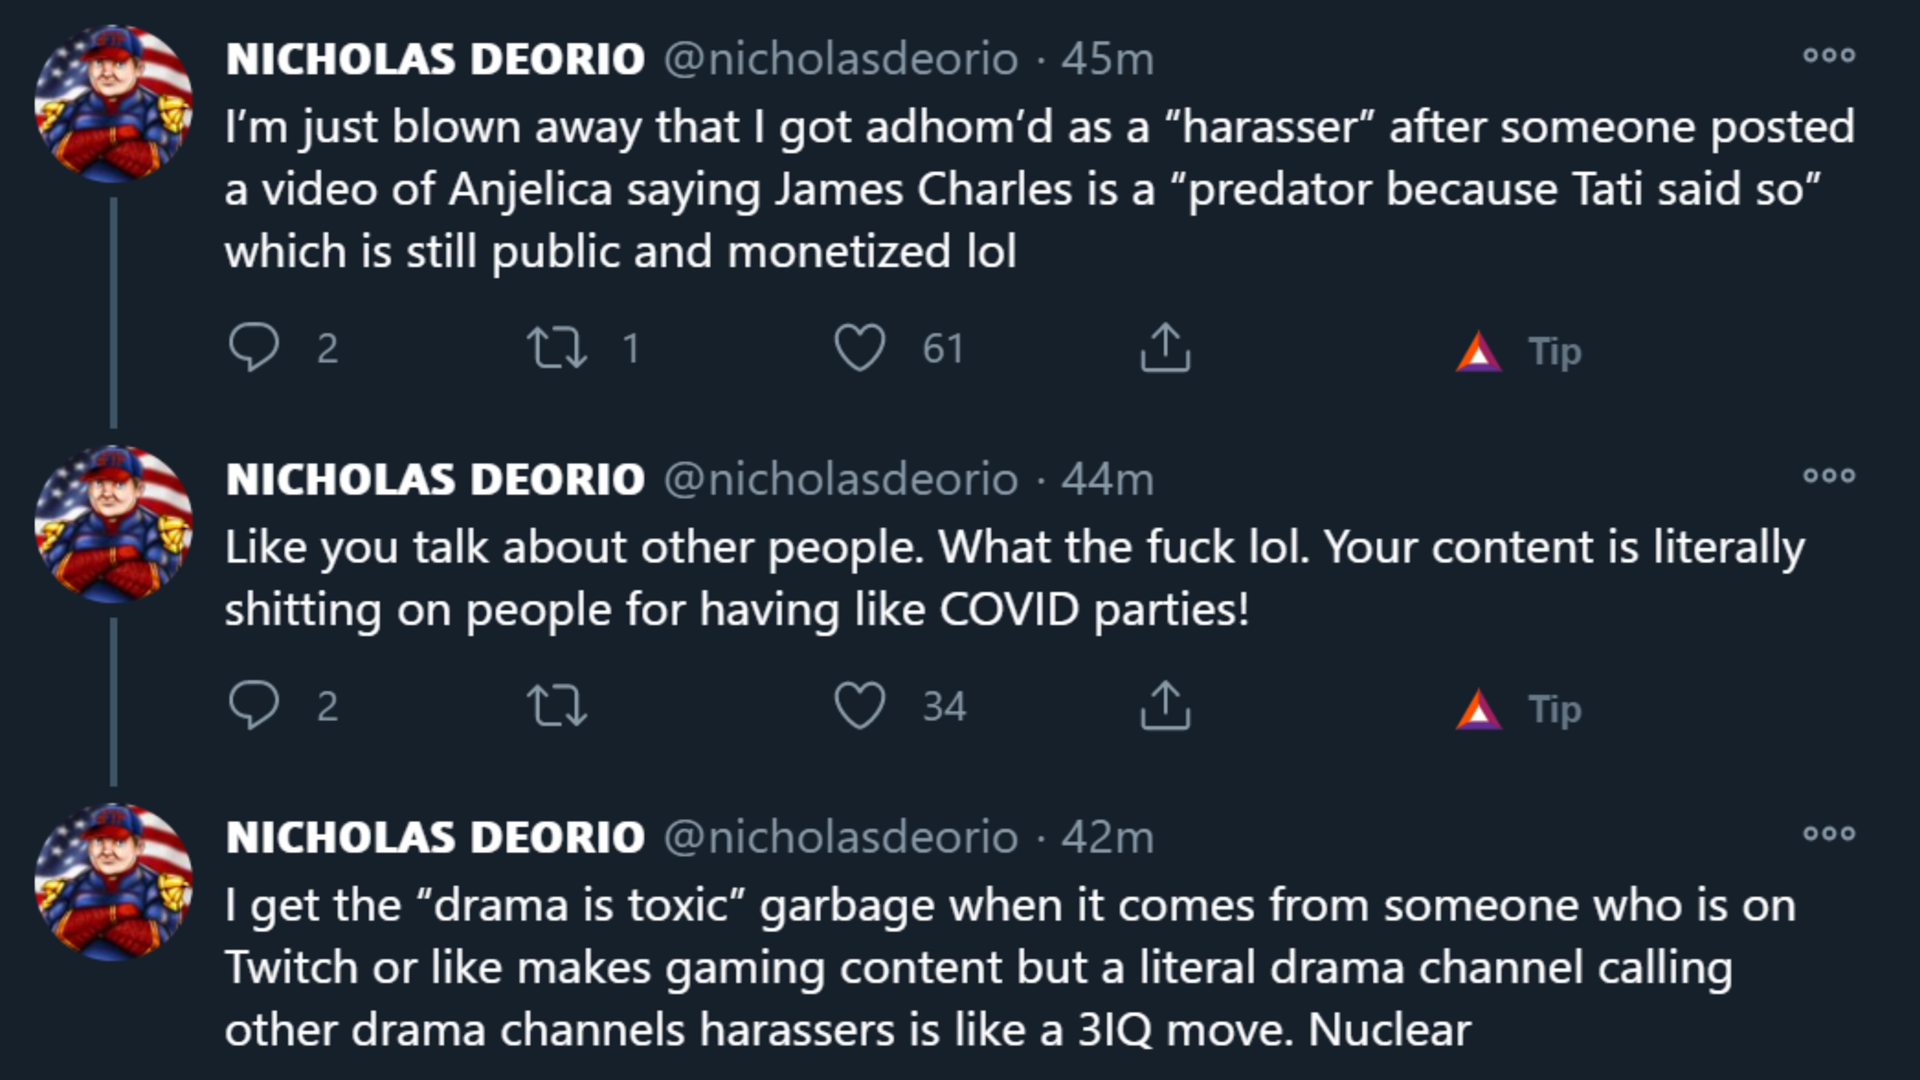 NICHOLAS DEORIO @nicholasdeorio · 45m
I’m just blown away that I got adhom’d as a “harasser” after someone posted
a video of Anjelica saying James Charles is a “predator because Tati said so”
which is still public and monetized lol
2 1 61 Tip
NICHOLAS DEORIO @nicholasdeorio · 44m
Like you talk about other people. What the fuck lol. Your content is literally
shitting on people for having like COVID parties!
2 34 Tip
NICHOLAS DEORIO @nicholasdeorio · 42m
I get the “drama is toxic” garbage when it comes from someone who is on
Twitch or like makes gaming content but a literal drama channel calling
other drama channels harassers is like a 3IQ move. Nuclear